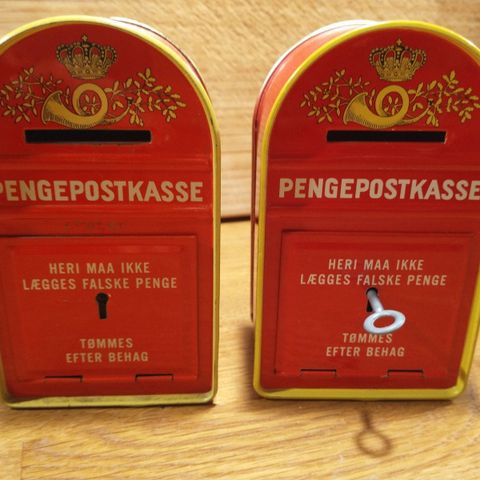 PENGEPOSTKASSE
HERI MAA IKKE
LÆGGES FALSKE PENGE
TØMMES
EFTER BEHAG
PENGEPOSTKASSE
HERI MAA IKKE
LÆGGES FALSKE PENGE
TØMMES
EFTER BEHAG